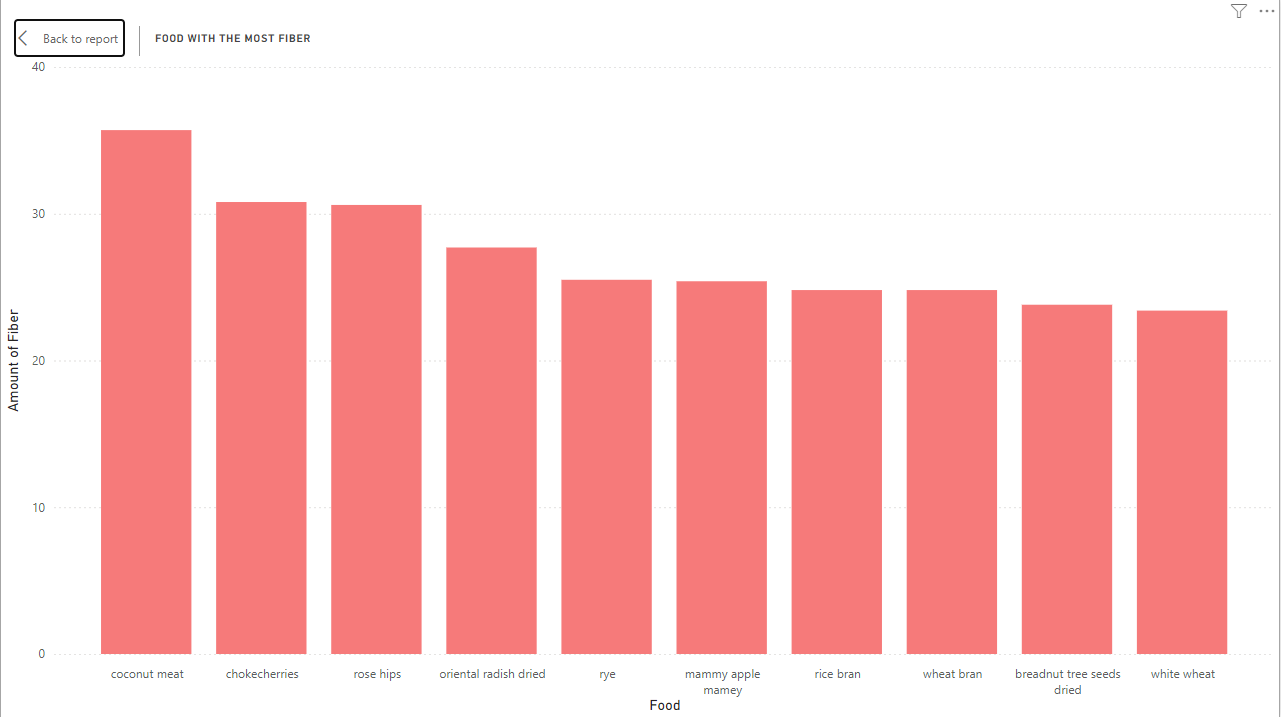 Back to report
FOOD WITH THE MOST FIBER
40
30
20
10
0
Amount of Fiber
coconut meat
chokecherries
rose hips
oriental radish dried
rye
mammy apple
mamey
rice bran
wheat bran
breadnut tree seeds
dried
white wheat
Food